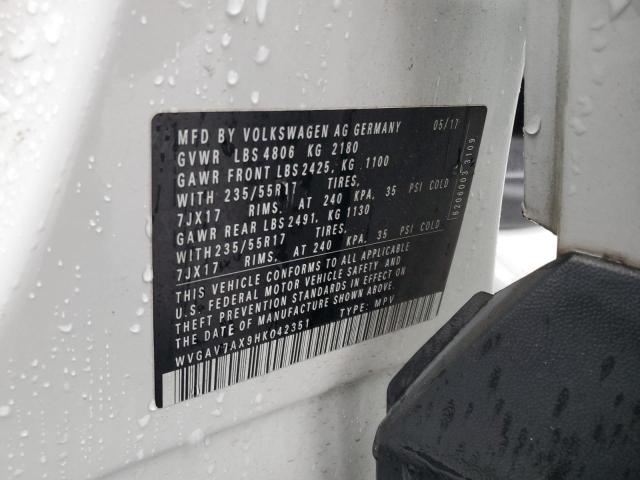 MFD BY VOLKSWAGEN AG GERMANY 05/17
GVWR LBS 4806 KG 2180
GAWR FRONT LBS 2425, KG 1100
WITH 235/55R17 TIRES,
7JX17 RIMS, AT 240 KPA, 35 PSI COLD
GAWR REAR LBS 2491, KG 1130
WITH 235/55R17 TIRES,
7JX17 RIMS, AT 240 KPA, 35 PSI COLD
THIS VEHICLE CONFORMS TO ALL APPLICABLE
U.S. FEDERAL MOTOR VEHICLE SAFETY AND
THEFT PREVENTION STANDARDS IN EFFECT ON
THE DATE OF MANUFACTURE SHOWN ABOVE.
WVGAV7AX9HK042351 TYPE: MPV
6206003 3109